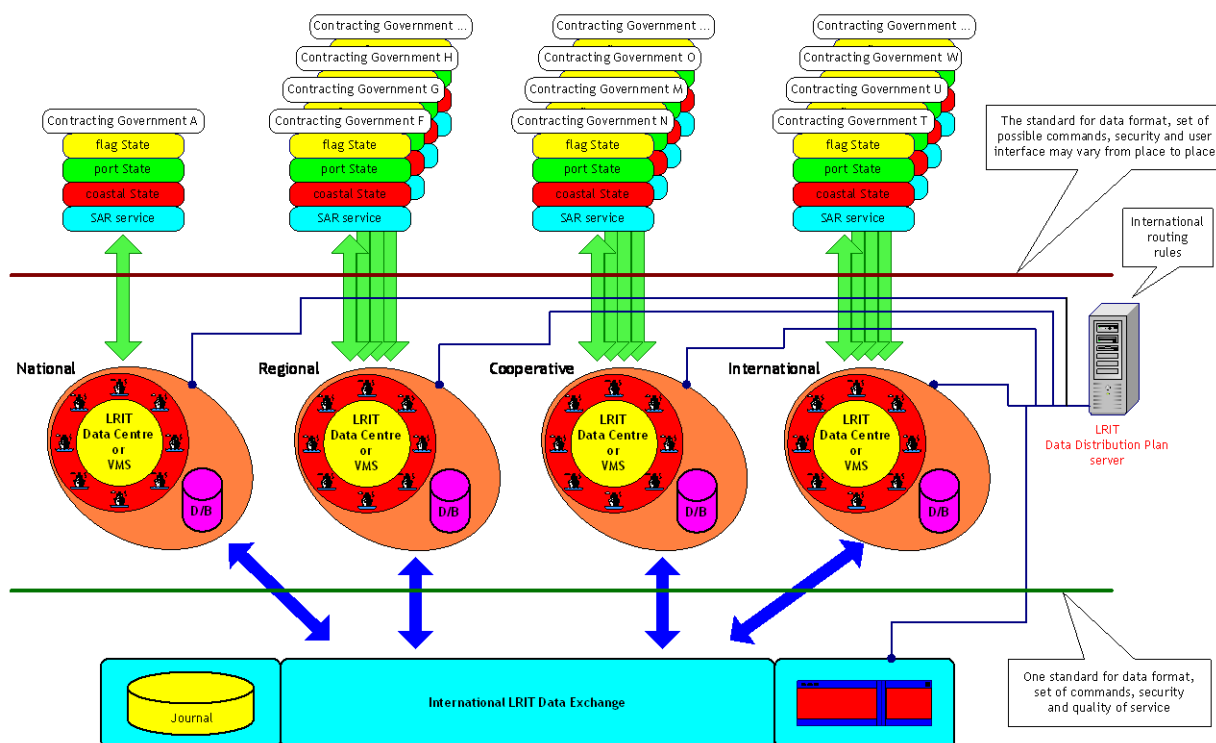 Contracting Government ...
Contracting Government ...
Contracting Government ...
Contracting Government H
Contracting Government O
Contracting Government W
Contracting Government G
Contracting Government M
Contracting Government U
Contracting Government A
Contracting Government F
Contracting Government N
Contracting Government T
flag State
port State
coastal State
SAR service
flag State
port State
coastal State
SAR service
flag State
port State
coastal State
SAR service
flag State
port State
coastal State
SAR service
The standard for data format, set of
possible commands, security and user
interface may vary from place to place
International
routing
rules
National
Regional
Cooperative
International
LRIT
Data Centre
or
VMS
D/B
LRIT
Data Centre
or
VMS
D/B
LRIT
Data Centre
or
VMS
D/B
LRIT
Data Centre
or
VMS
D/B
LRIT
Data Distribution Plan
server
Journal
International LRIT Data Exchange
One standard for data format,
set of commands, security
and quality of service